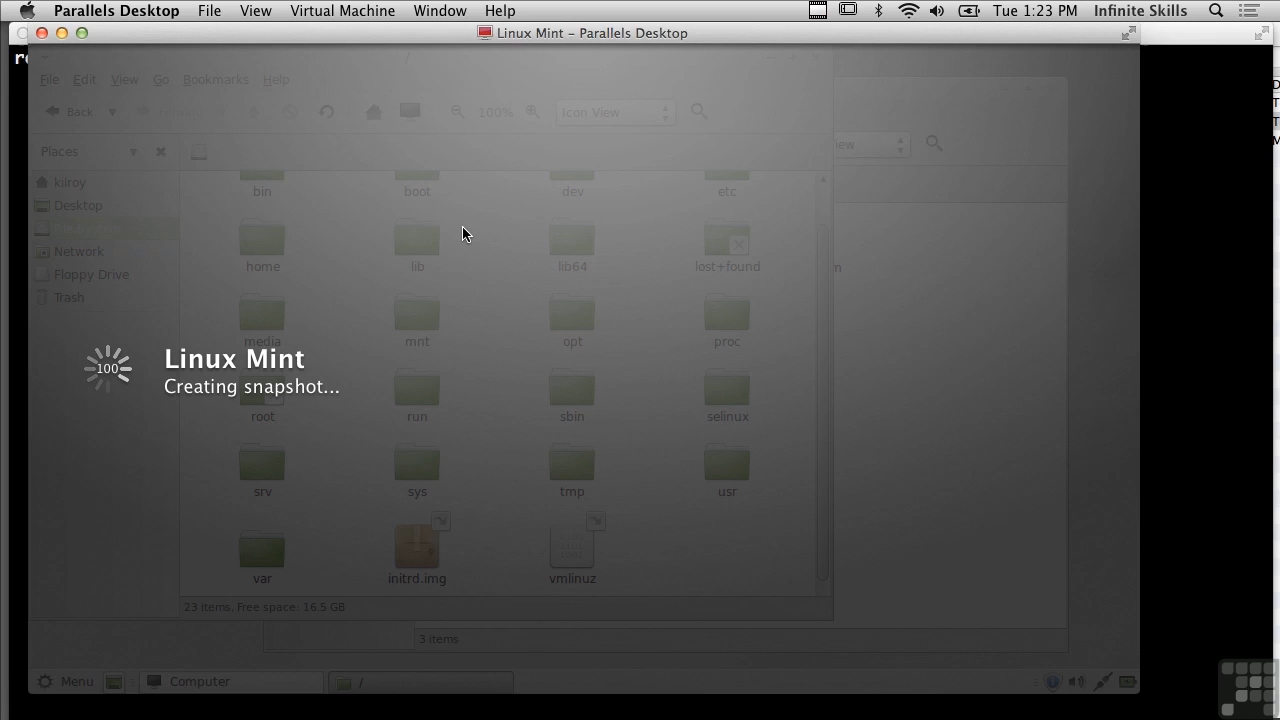 Parallels Desktop File View Virtual Machine Window Help Tue 1:23 PM Infinite Skills
Linux Mint - Parallels Desktop
/
File Edit View Go Bookmarks Help
Back 100% Icon View
Places
kilroy
Desktop
Network
Floppy Drive
Trash
bin boot dev etc
home lib lib64 lost+found
media mnt opt proc
root run sbin selinux
srv sys tmp usr
var initrd.img vmlinuz
100
Linux Mint
Creating snapshot...
23 items, Free space: 16.5 GB
3 items
Menu Computer /